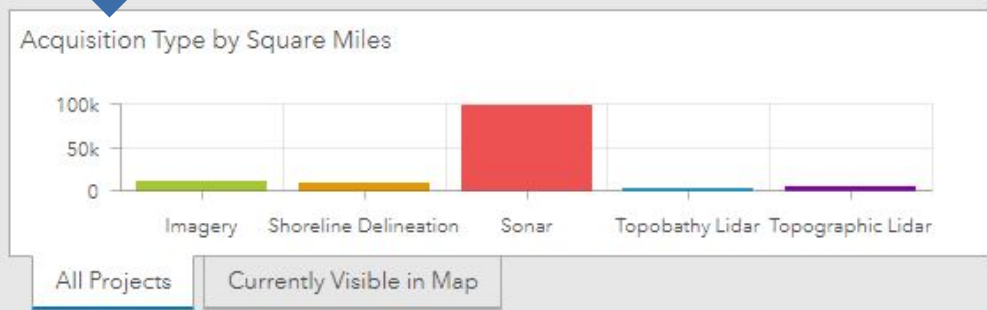 Acquisition Type by Square Miles
100k
50k
0
Imagery Shoreline Delineation Sonar Topobathy Lidar Topographic Lidar
All Projects Currently Visible in Map